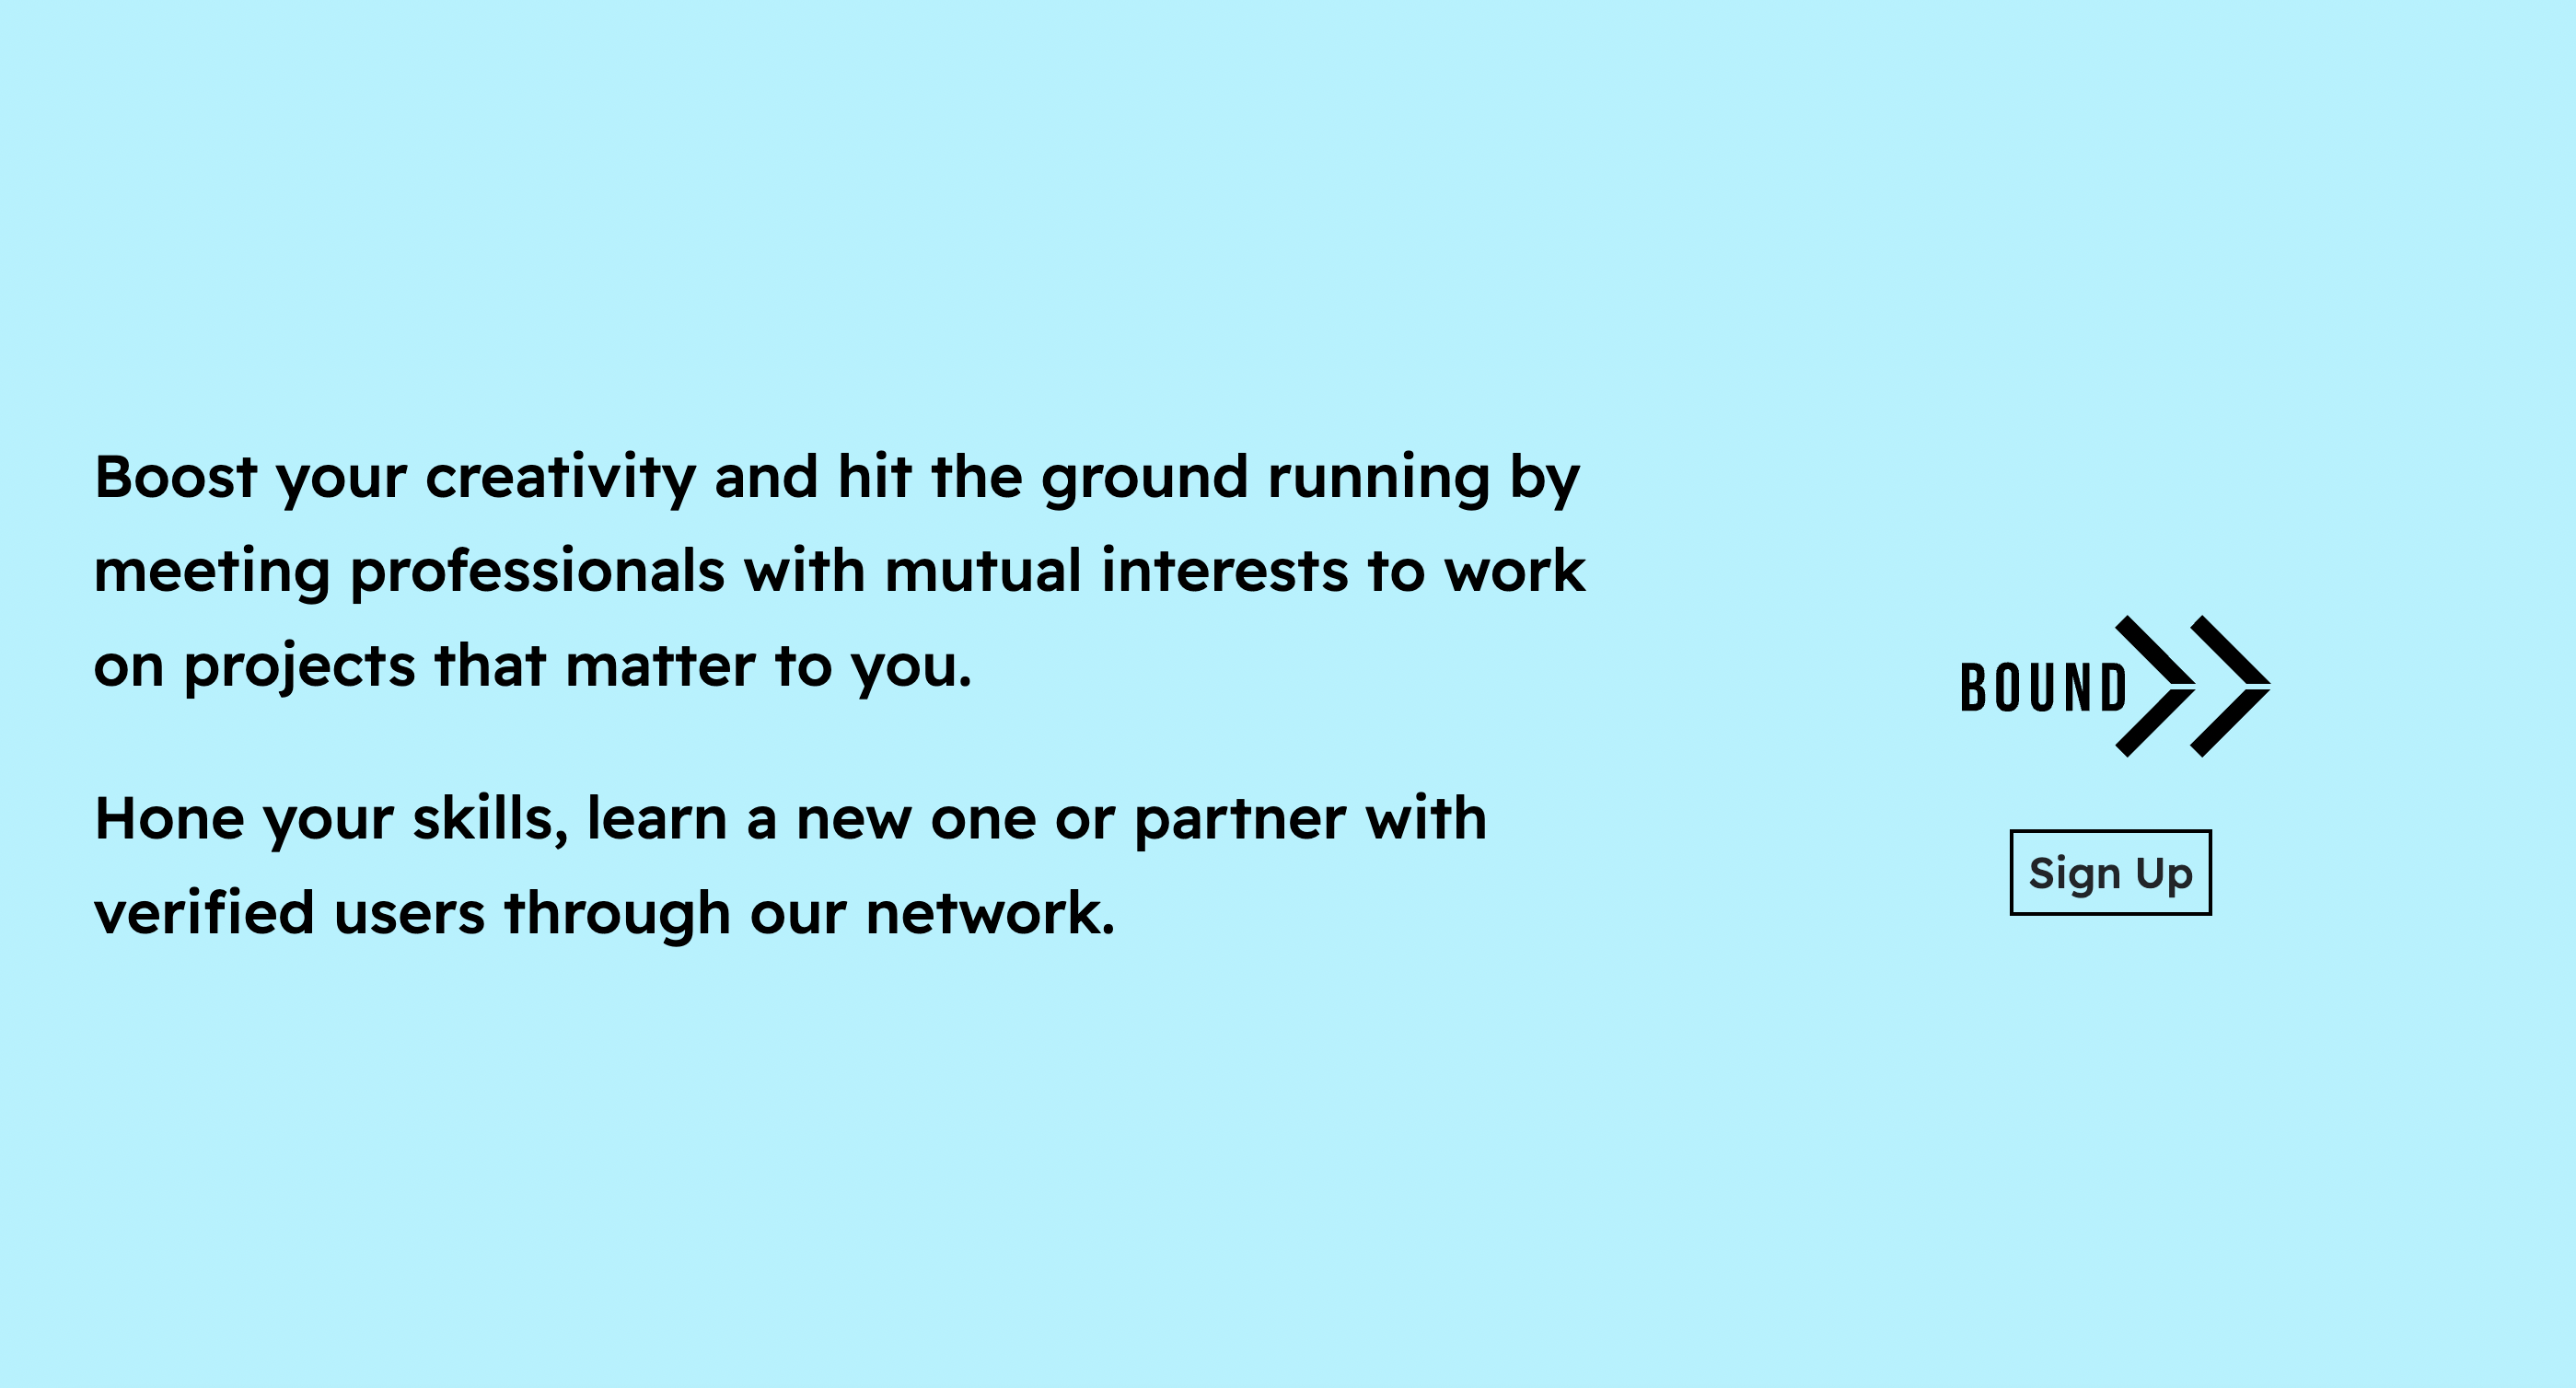 Boost your creativity and hit the ground running by
meeting professionals with mutual interests to work
on projects that matter to you.
Hone your skills, learn a new one or partner with
verified users through our network.
BOUND
Sign Up